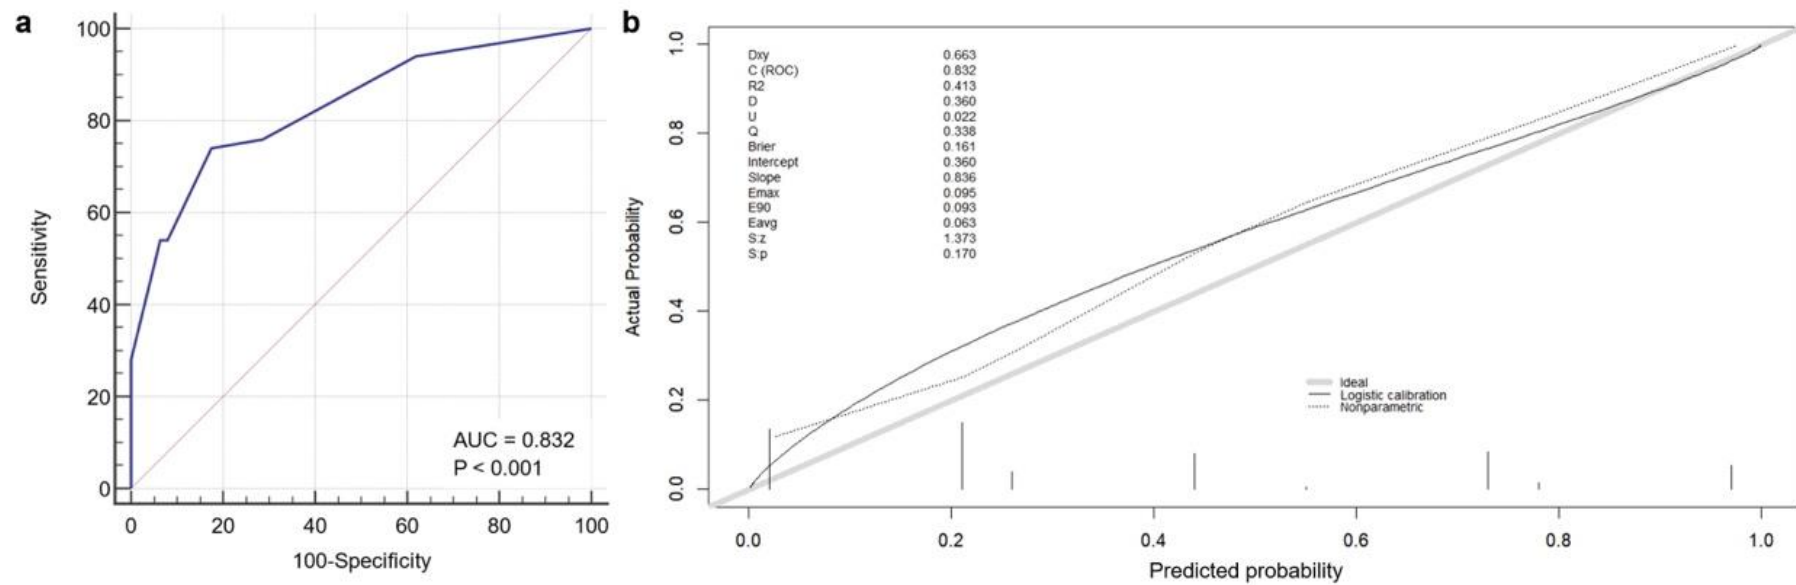 a
100
80
60
40
20
0
Sensitivity
AUC = 0.832
P < 0.001
0 20 40 60 80 100
100-Specificity
b
1.0
0.8
0.6
0.4
0.2
0.0
Actual Probability
Dxy 0.663
C (ROC) 0.832
R2 0.413
D 0.360
U 0.022
Q 0.338
Brier 0.161
Intercept 0.360
Slope 0.836
Emax 0.095
E90 0.093
Eavg 0.063
S:z 1.373
S:p 0.170
Ideal
Logistic calibration
Nonparametric
0.0 0.2 0.4 0.6 0.8 1.0
Predicted probability